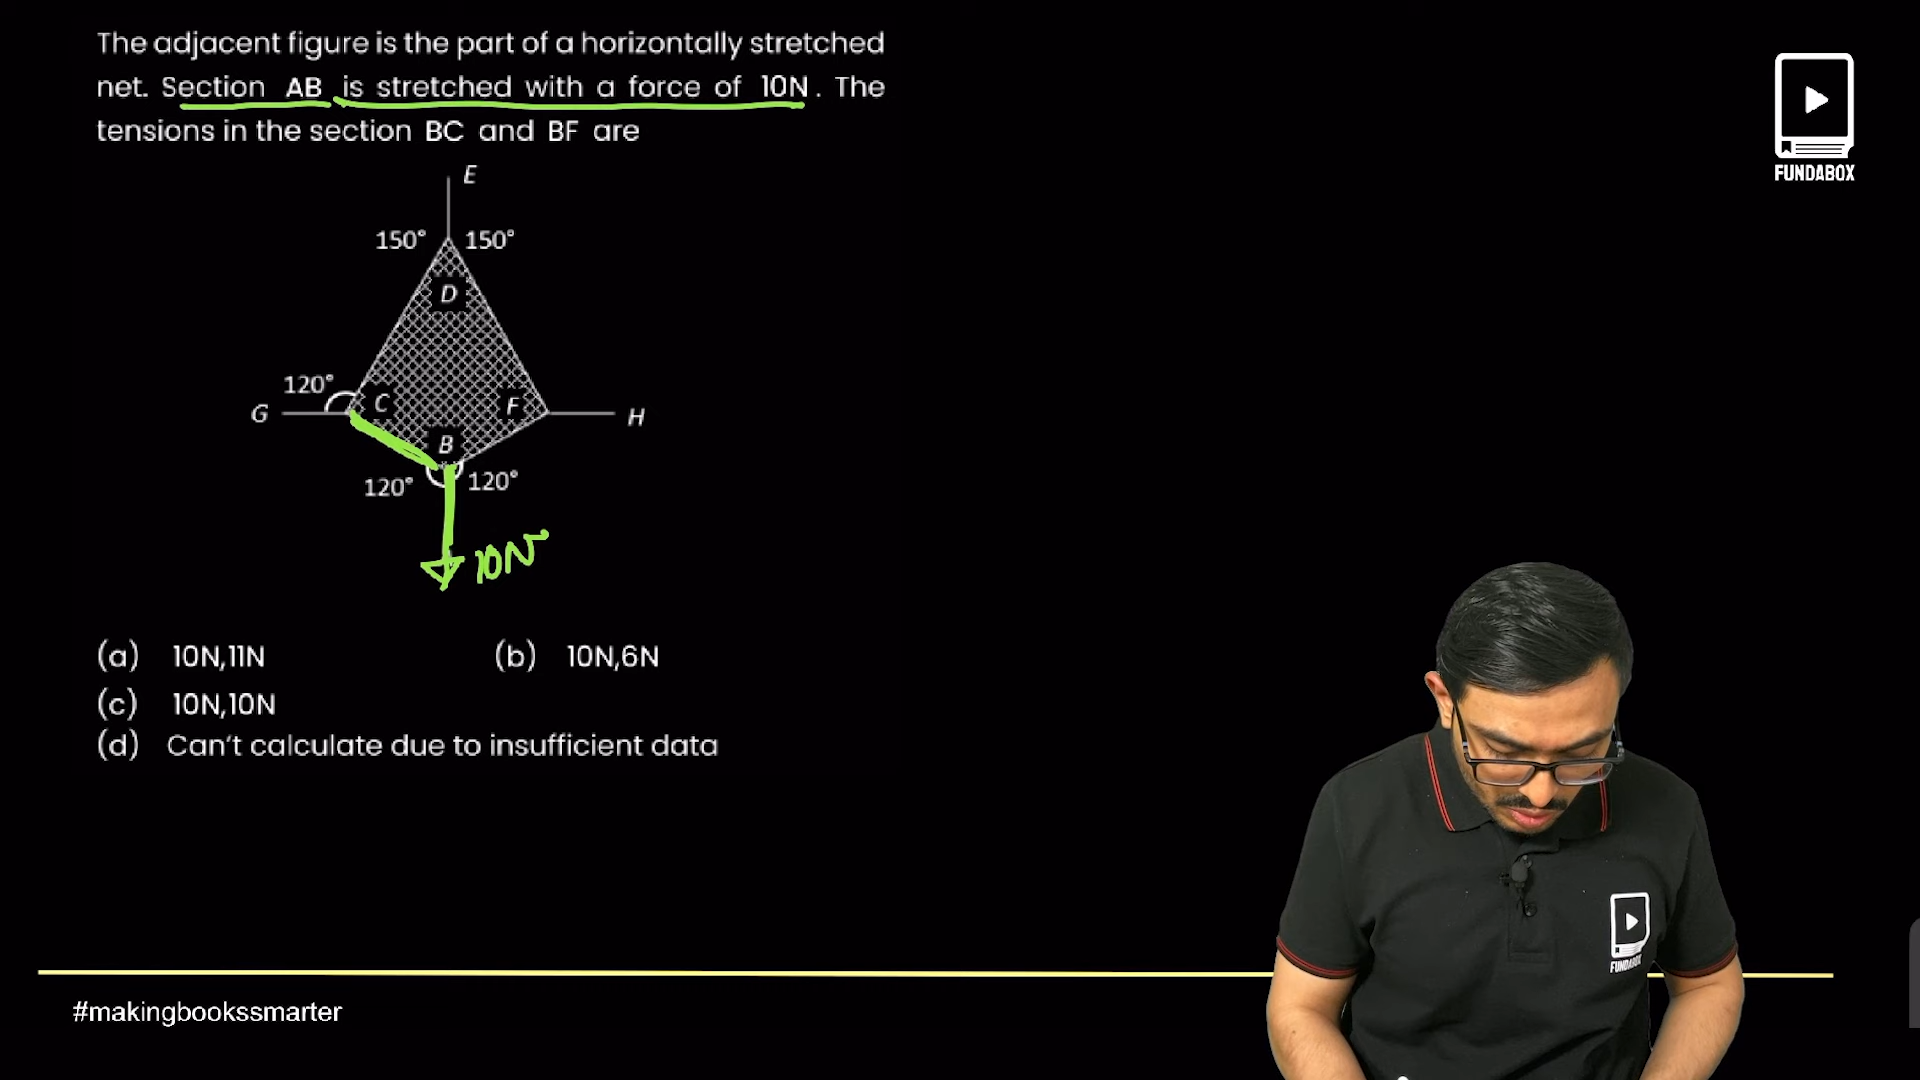 The adjacent figure is the part of a horizontally stretched
net. Section AB is stretched with a force of 10N. The
tensions in the section BC and BF are
FUNDABOX
E
150° 150°
D
120°
G C F H
B
120° 120°
10N
(a) 10N,11N (b) 10N,6N
(c) 10N,10N
(d) Can't calculate due to insufficient data
FUNDABOX
#makingbookssmarter